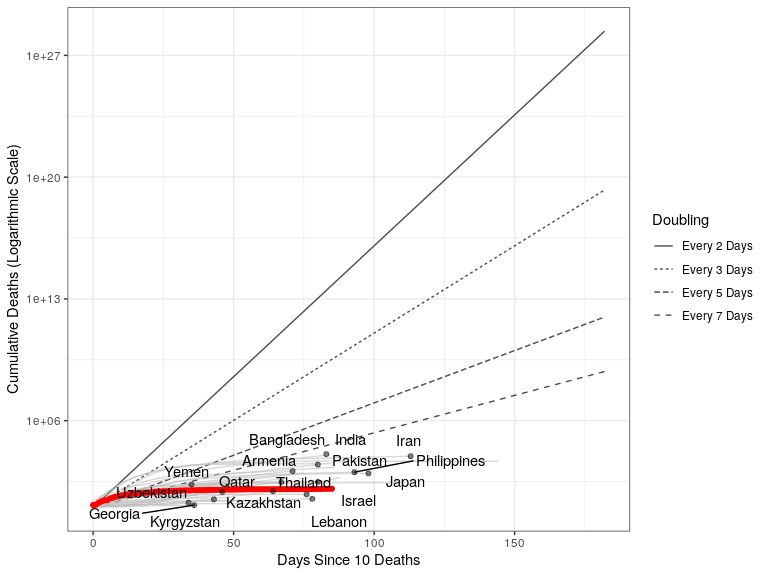 1e+27
1e+20
1e+13
1e+06
Cumulative Deaths (Logarithmic Scale)
Bangladesh India Iran
Armenia Pakistan Philippines
Yemen
Qatar Thailand Japan
Uzbekistan
Kazakhstan Israel
Georgia
Kyrgyzstan Lebanon
0 50 100 150
Days Since 10 Deaths
Doubling
Every 2 Days
Every 3 Days
Every 5 Days
Every 7 Days